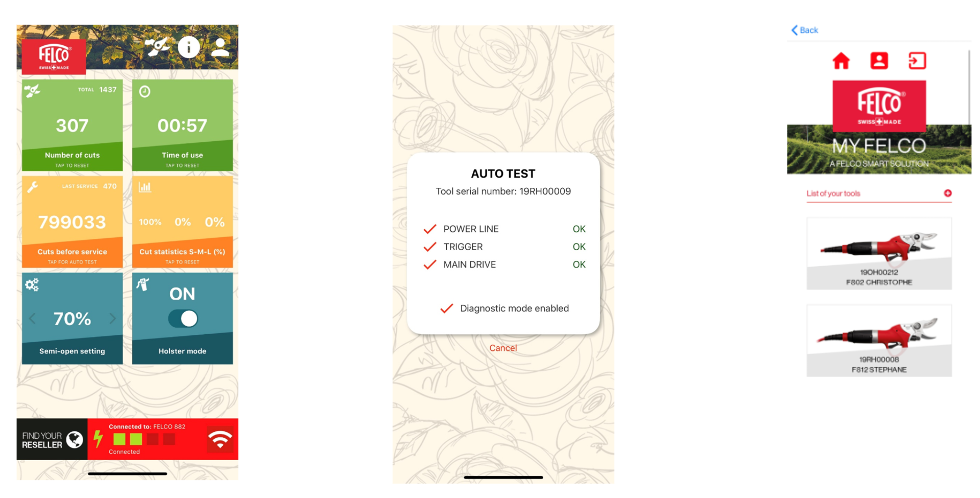 FELCO
SWISS MADE
TOTAL 1437
307
Number of cuts
TAP TO RESET
00:57
Time of use
TAP TO RESET
LAST SERVICE 470
799033
Cuts before service
TAP FOR AUTO TEST
100% 0% 0%
Cut statistics S-M-L (%)
TAP TO RESET
70%
Semi-open setting
ON
Holster mode
FIND YOUR
RESELLER
Connected to: FELCO 882
Connected
AUTO TEST
Tool serial number: 19RH00009
POWER LINE OK
TRIGGER OK
MAIN DRIVE OK
Diagnostic mode enabled
Cancel
Back
FELCO
SWISS MADE
MY FELCO
A FELCO SMART SOLUTION
List of your tools
19OH00212
F802 CHRISTOPHE
19RH00008
F812 STEPHANE